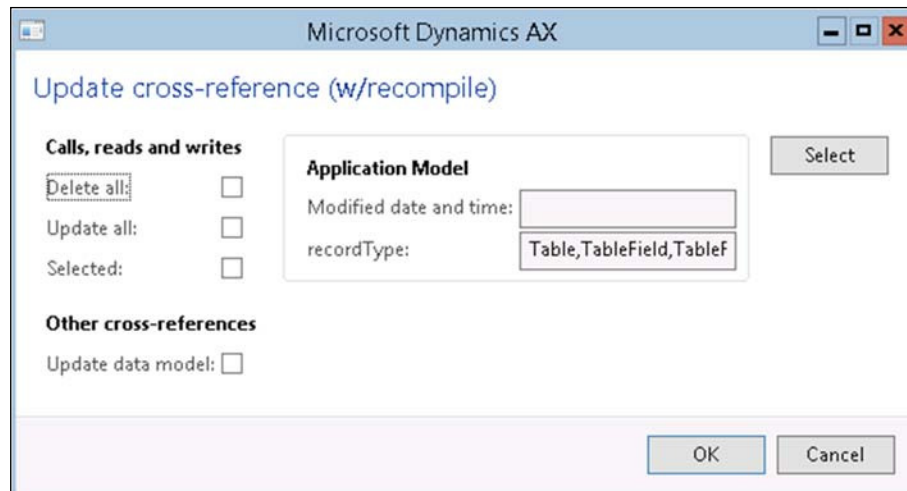 Microsoft Dynamics AX
Update cross-reference (w/recompile)
Calls, reads and writes
Delete all:
Update all:
Selected:
Other cross-references
Update data model:
Application Model
Modified date and time:
recordType: Table,TableField,TableF
Select
OK Cancel